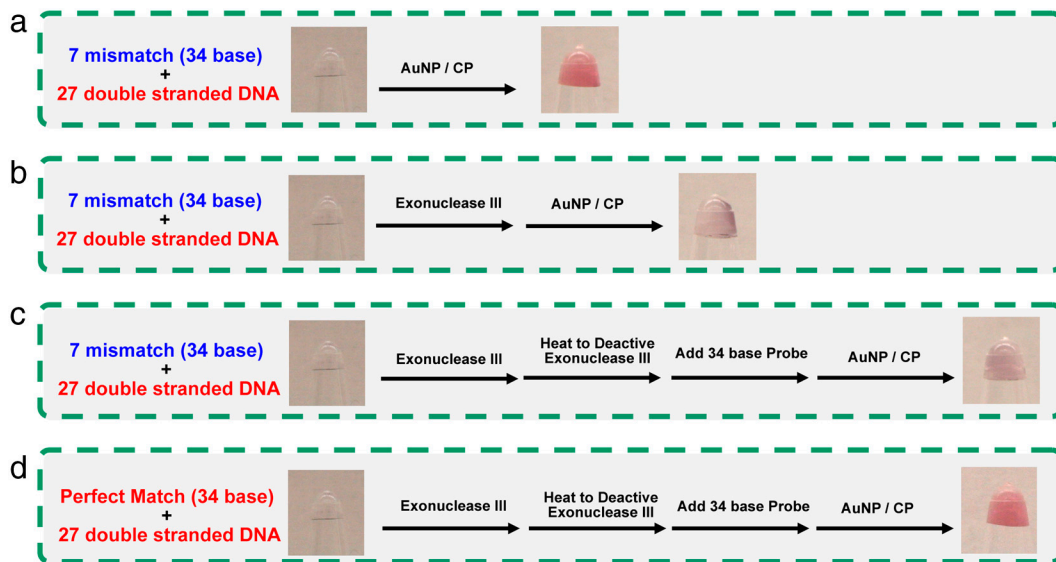 a
7 mismatch (34 base)
+
27 double stranded DNA
AuNP / CP
b
7 mismatch (34 base)
+
27 double stranded DNA
Exonuclease III
AuNP / CP
c
7 mismatch (34 base)
+
27 double stranded DNA
Exonuclease III
Heat to Deactive
Exonuclease III
Add 34 base Probe
AuNP / CP
d
Perfect Match (34 base)
+
27 double stranded DNA
Exonuclease III
Heat to Deactive
Exonuclease III
Add 34 base Probe
AuNP / CP